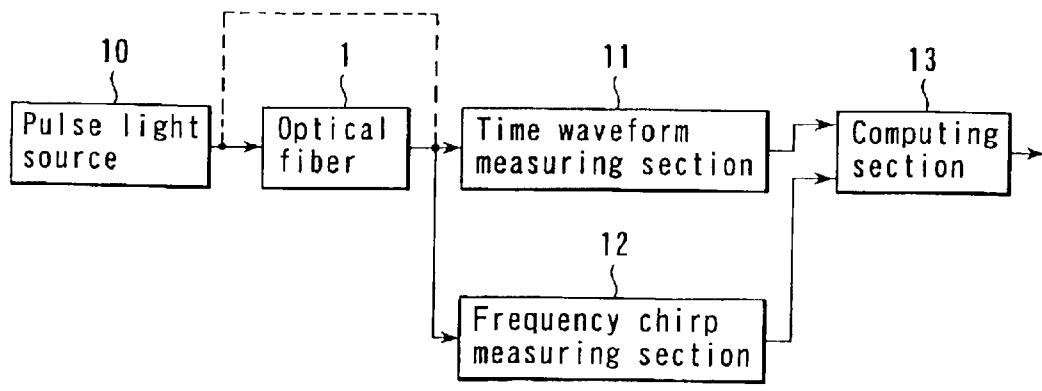 10
Pulse light
source
1
Optical
fiber
11
Time waveform
measuring section
13
Computing
section
12
Frequency chirp
measuring section